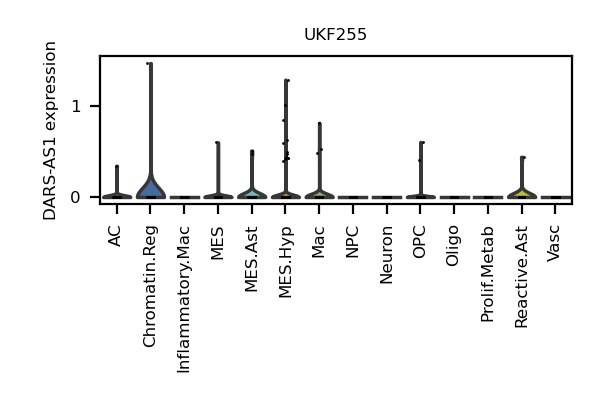 UKF255
DARS-AS1 expression
1
0
AC
Chromatin.Reg
Inflammatory.Mac
MES
MES.Ast
MES.Hyp
Mac
NPC
Neuron
OPC
Oligo
Prolif.Metab
Reactive.Ast
Vasc